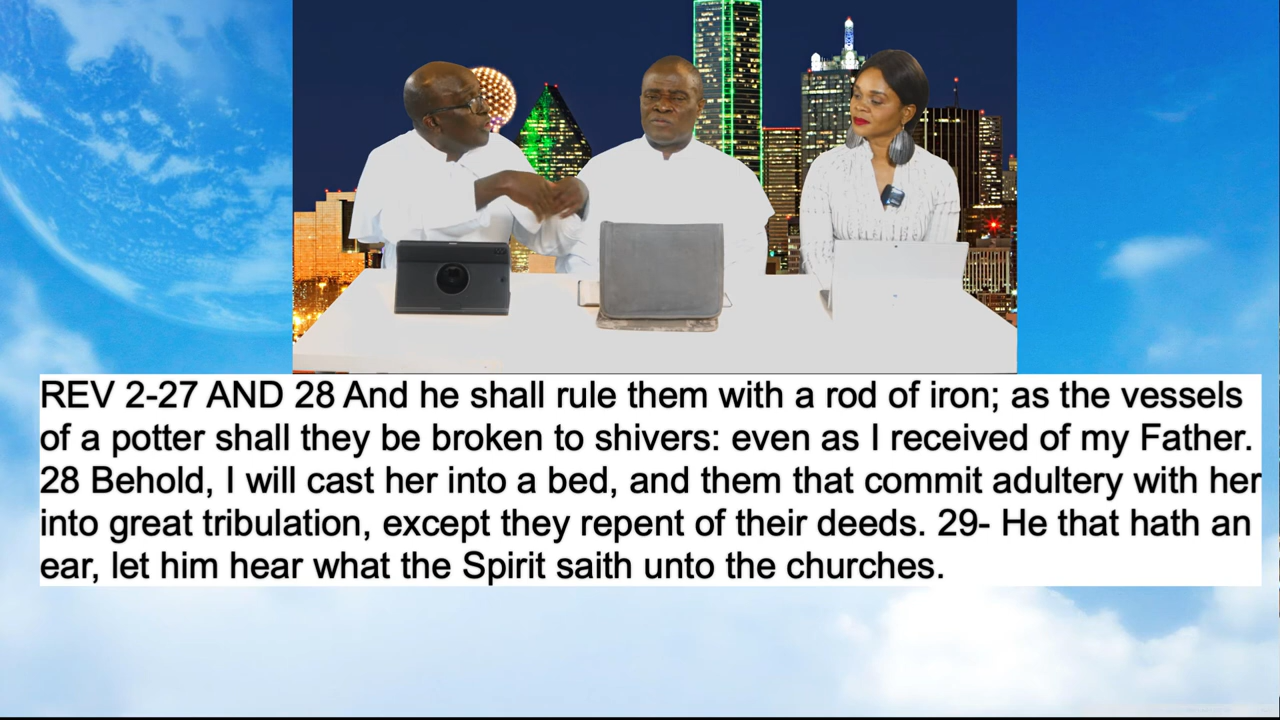 REV 2-27 AND 28 And he shall rule them with a rod of iron; as the vessels
of a potter shall they be broken to shivers: even as I received of my Father.
28 Behold, I will cast her into a bed, and them that commit adultery with her
into great tribulation, except they repent of their deeds. 29- He that hath an
ear, let him hear what the Spirit saith unto the churches.